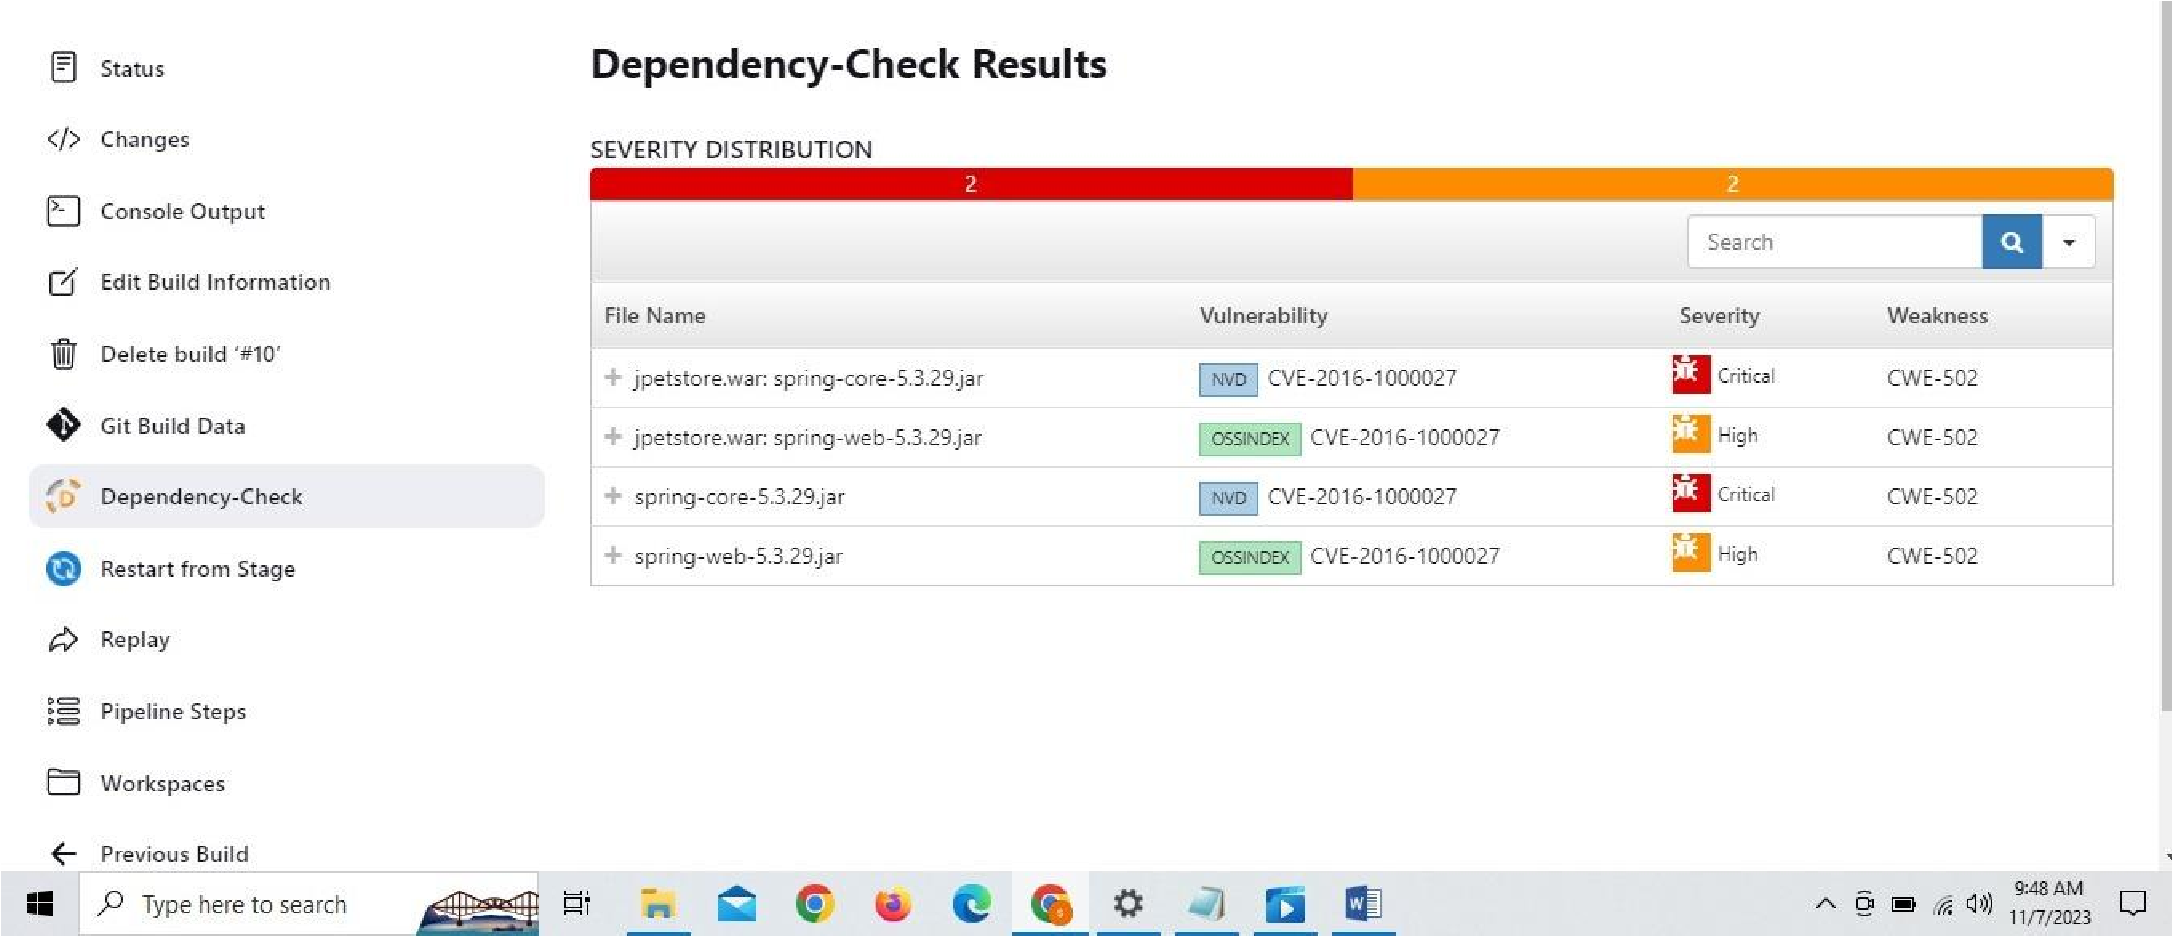 Status
Changes
Console Output
Edit Build Information
Delete build ‘#10’
Git Build Data
Dependency-Check
Restart from Stage
Replay
Pipeline Steps
Workspaces
Previous Build
Dependency-Check Results
SEVERITY DISTRIBUTION
2 2
Search
File Name Vulnerability Severity Weakness
jpetstore.war: spring-core-5.3.29.jar NVD CVE-2016-1000027 Critical CWE-502
jpetstore.war: spring-web-5.3.29.jar OSSINDEX CVE-2016-1000027 High CWE-502
spring-core-5.3.29.jar NVD CVE-2016-1000027 Critical CWE-502
spring-web-5.3.29.jar OSSINDEX CVE-2016-1000027 High CWE-502
Type here to search
9:48 AM
11/7/2023